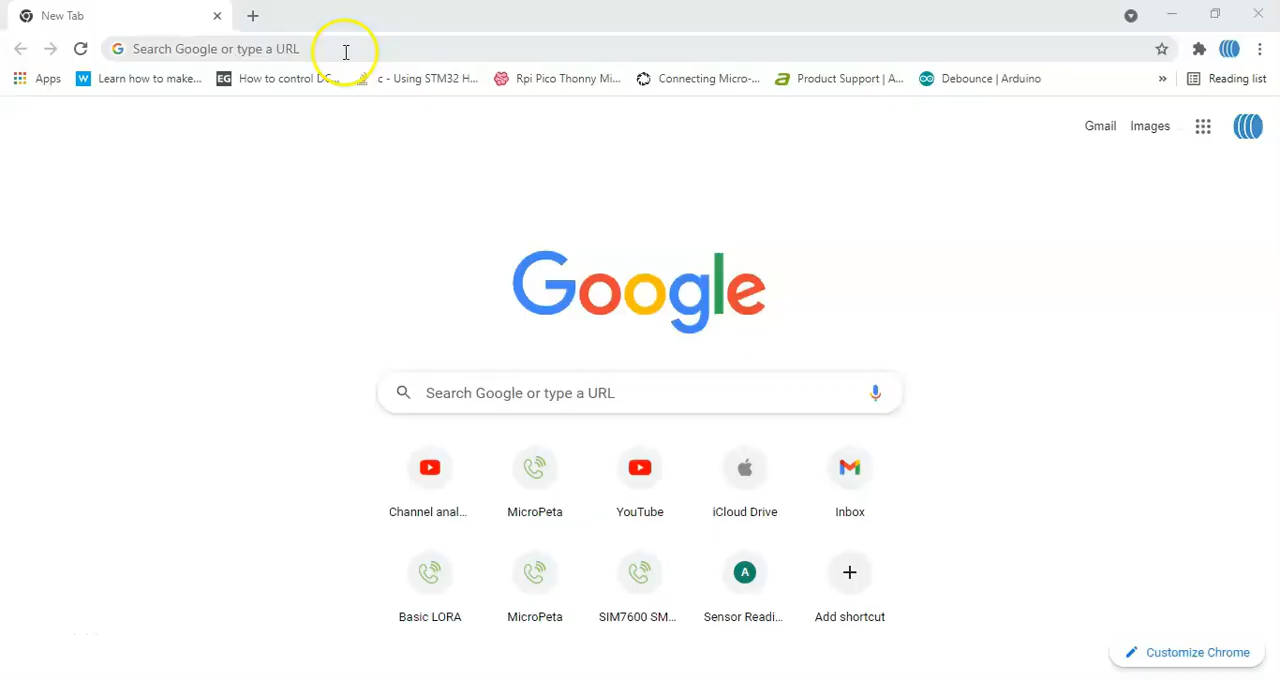 New Tab
Search Google or type a URL
Apps
W Learn how to make...
EG How to control DC...
c - Using STM32 H...
Rpi Pico Thonny Mi...
Connecting Micro-...
Product Support | A...
Debounce | Arduino
»
Reading list
Gmail Images
Google
Search Google or type a URL
Channel anal... MicroPeta YouTube iCloud Drive Inbox
A
Basic LORA MicroPeta SIM7600 SM... Sensor Readi... Add shortcut
Customize Chrome